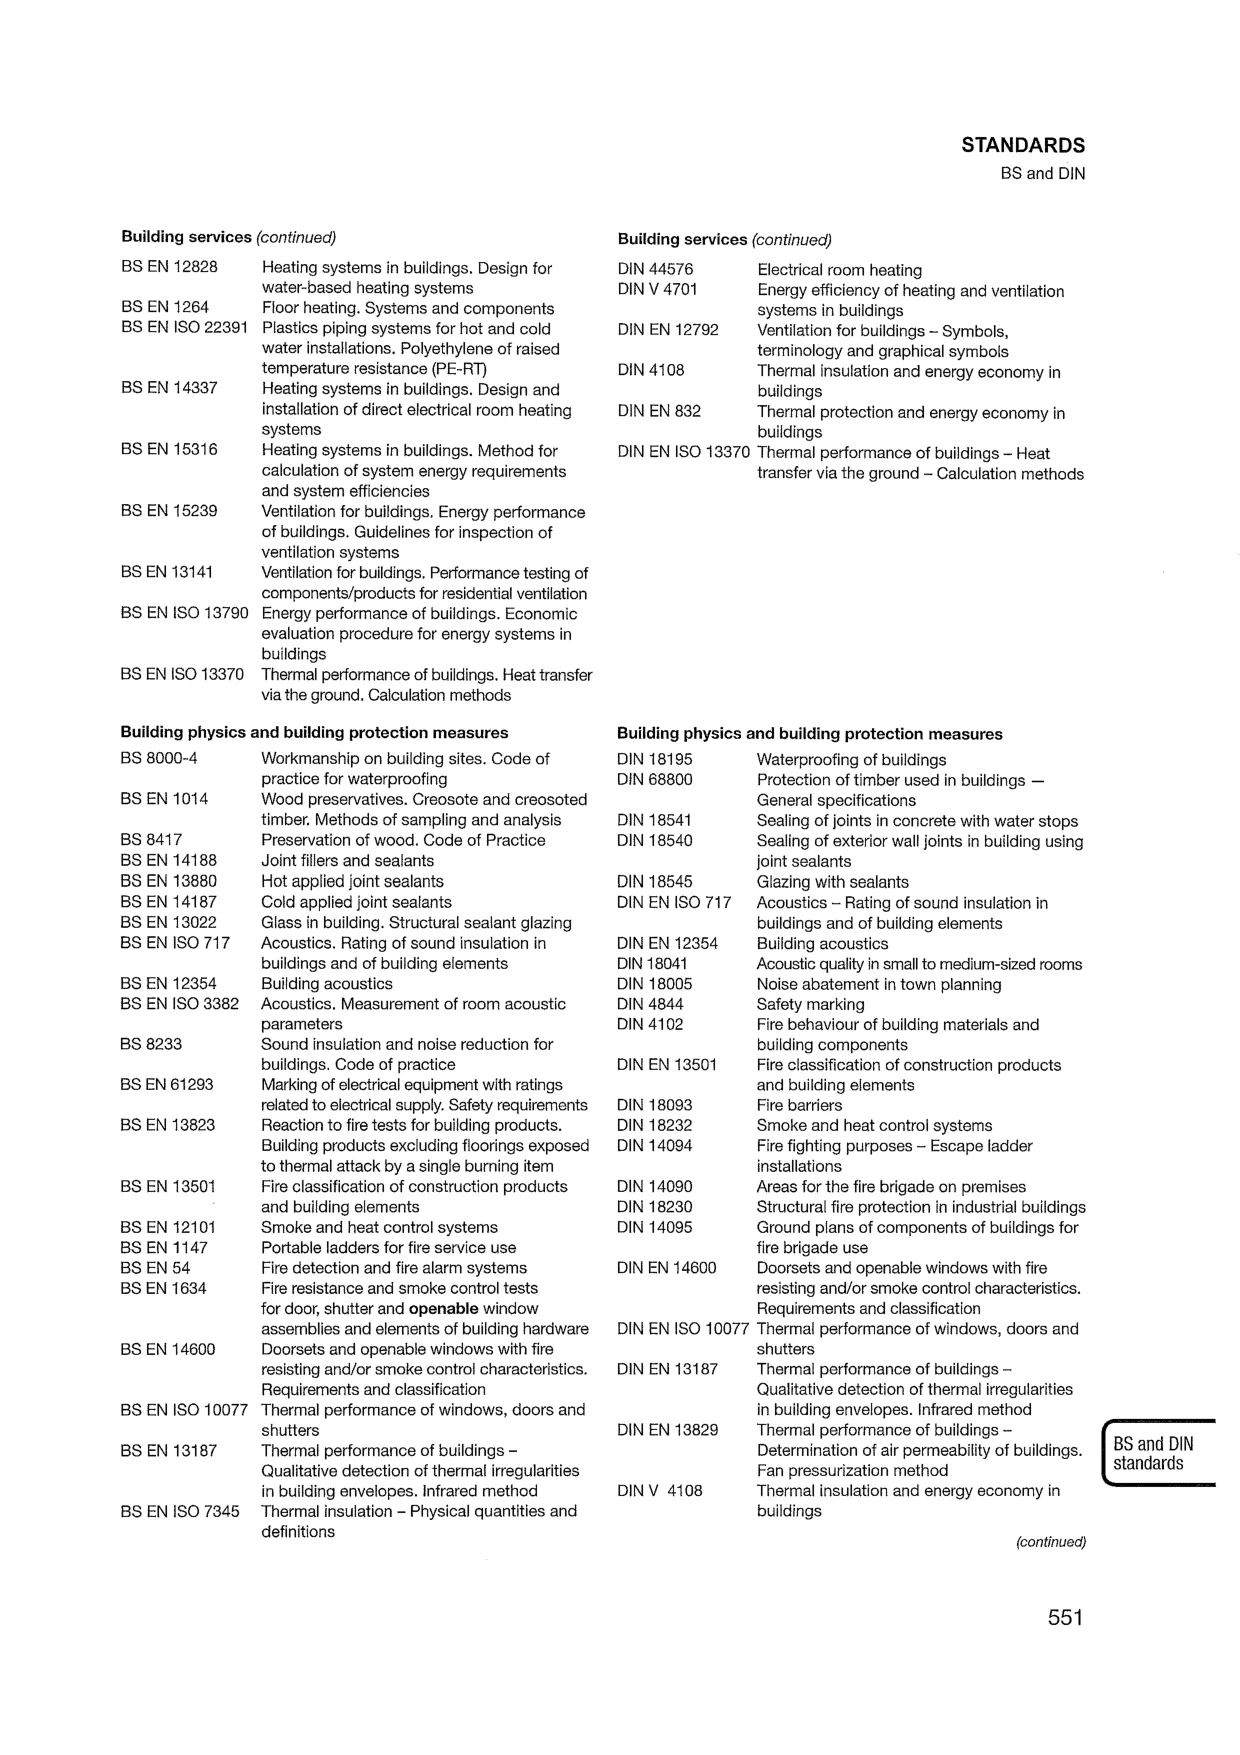 STANDARDS
BS and DIN
Building services (continued)
BS EN 12828 Heating systems in buildings. Design for
water-based heating systems
BS EN 1264 Floor heating. Systems and components
BS EN ISO 22391 Plastics piping systems for hot and cold
water installations. Polyethylene of raised
temperature resistance (PE-RT)
BS EN 14337 Heating systems in buildings. Design and
installation of direct electrical room heating
systems
BS EN 15316 Heating systems in buildings. Method for
calculation of system energy requirements
and system efficiencies
BS EN 15239 Ventilation for buildings. Energy performance
of buildings. Guidelines for inspection of
ventilation systems
BS EN 13141 Ventilation for buildings. Performance testing of
components/products for residential ventilation
BS EN ISO 13790 Energy performance of buildings. Economic
evaluation procedure for energy systems in
buildings
BS EN ISO 13370 Thermal performance of buildings. Heat transfer
via the ground. Calculation methods
Building services (continued)
DIN 44576 Electrical room heating
DIN V 4701 Energy efficiency of heating and ventilation
systems in buildings
DIN EN 12792 Ventilation for buildings – Symbols,
terminology and graphical symbols
DIN 4108 Thermal insulation and energy economy in
buildings
DIN EN 832 Thermal protection and energy economy in
buildings
DIN EN ISO 13370 Thermal performance of buildings – Heat
transfer via the ground – Calculation methods
Building physics and building protection measures
BS 8000-4 Workmanship on building sites. Code of
practice for waterproofing
BS EN 1014 Wood preservatives. Creosote and creosoted
timber. Methods of sampling and analysis
BS 8417 Preservation of wood. Code of Practice
BS EN 14188 Joint fillers and sealants
BS EN 13880 Hot applied joint sealants
BS EN 14187 Cold applied joint sealants
BS EN 13022 Glass in building. Structural sealant glazing
BS EN ISO 717 Acoustics. Rating of sound insulation in
buildings and of building elements
BS EN 12354 Building acoustics
BS EN ISO 3382 Acoustics. Measurement of room acoustic
parameters
BS 8233 Sound insulation and noise reduction for
buildings. Code of practice
BS EN 61293 Marking of electrical equipment with ratings
related to electrical supply. Safety requirements
BS EN 13823 Reaction to fire tests for building products.
Building products excluding floorings exposed
to thermal attack by a single burning item
BS EN 13501 Fire classification of construction products
and building elements
BS EN 12101 Smoke and heat control systems
BS EN 1147 Portable ladders for fire service use
BS EN 54 Fire detection and fire alarm systems
BS EN 1634 Fire resistance and smoke control tests
for door, shutter and openable window
assemblies and elements of building hardware
BS EN 14600 Doorsets and openable windows with fire
resisting and/or smoke control characteristics.
Requirements and classification
BS EN ISO 10077 Thermal performance of windows, doors and
shutters
BS EN 13187 Thermal performance of buildings –
Qualitative detection of thermal irregularities
in building envelopes. Infrared method
BS EN ISO 7345 Thermal insulation – Physical quantities and
definitions
Building physics and building protection measures
DIN 18195 Waterproofing of buildings
DIN 68800 Protection of timber used in buildings —
General specifications
DIN 18541 Sealing of joints in concrete with water stops
DIN 18540 Sealing of exterior wall joints in building using
joint sealants
DIN 18545 Glazing with sealants
DIN EN ISO 717 Acoustics – Rating of sound insulation in
buildings and of building elements
DIN EN 12354 Building acoustics
DIN 18041 Acoustic quality in small to medium-sized rooms
DIN 18005 Noise abatement in town planning
DIN 4844 Safety marking
DIN 4102 Fire behaviour of building materials and
building components
DIN EN 13501 Fire classification of construction products
and building elements
DIN 18093 Fire barriers
DIN 18232 Smoke and heat control systems
DIN 14094 Fire fighting purposes – Escape ladder
installations
DIN 14090 Areas for the fire brigade on premises
DIN 18230 Structural fire protection in industrial buildings
DIN 14095 Ground plans of components of buildings for
fire brigade use
DIN EN 14600 Doorsets and openable windows with fire
resisting and/or smoke control characteristics.
Requirements and classification
DIN EN ISO 10077 Thermal performance of windows, doors and
shutters
DIN EN 13187 Thermal performance of buildings –
Qualitative detection of thermal irregularities
in building envelopes. Infrared method
DIN EN 13829 Thermal performance of buildings –
Determination of air permeability of buildings.
Fan pressurization method
DIN V 4108 Thermal insulation and energy economy in
buildings
(continued)
BS and DIN
standards
551